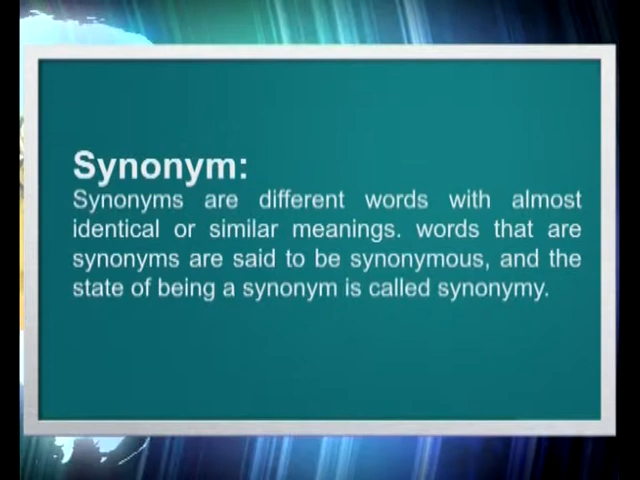 Synonym:
Synonyms are different words with almost
identical or similar meanings. words that are
synonyms are said to be synonymous, and the
state of being a synonym is called synonymy.